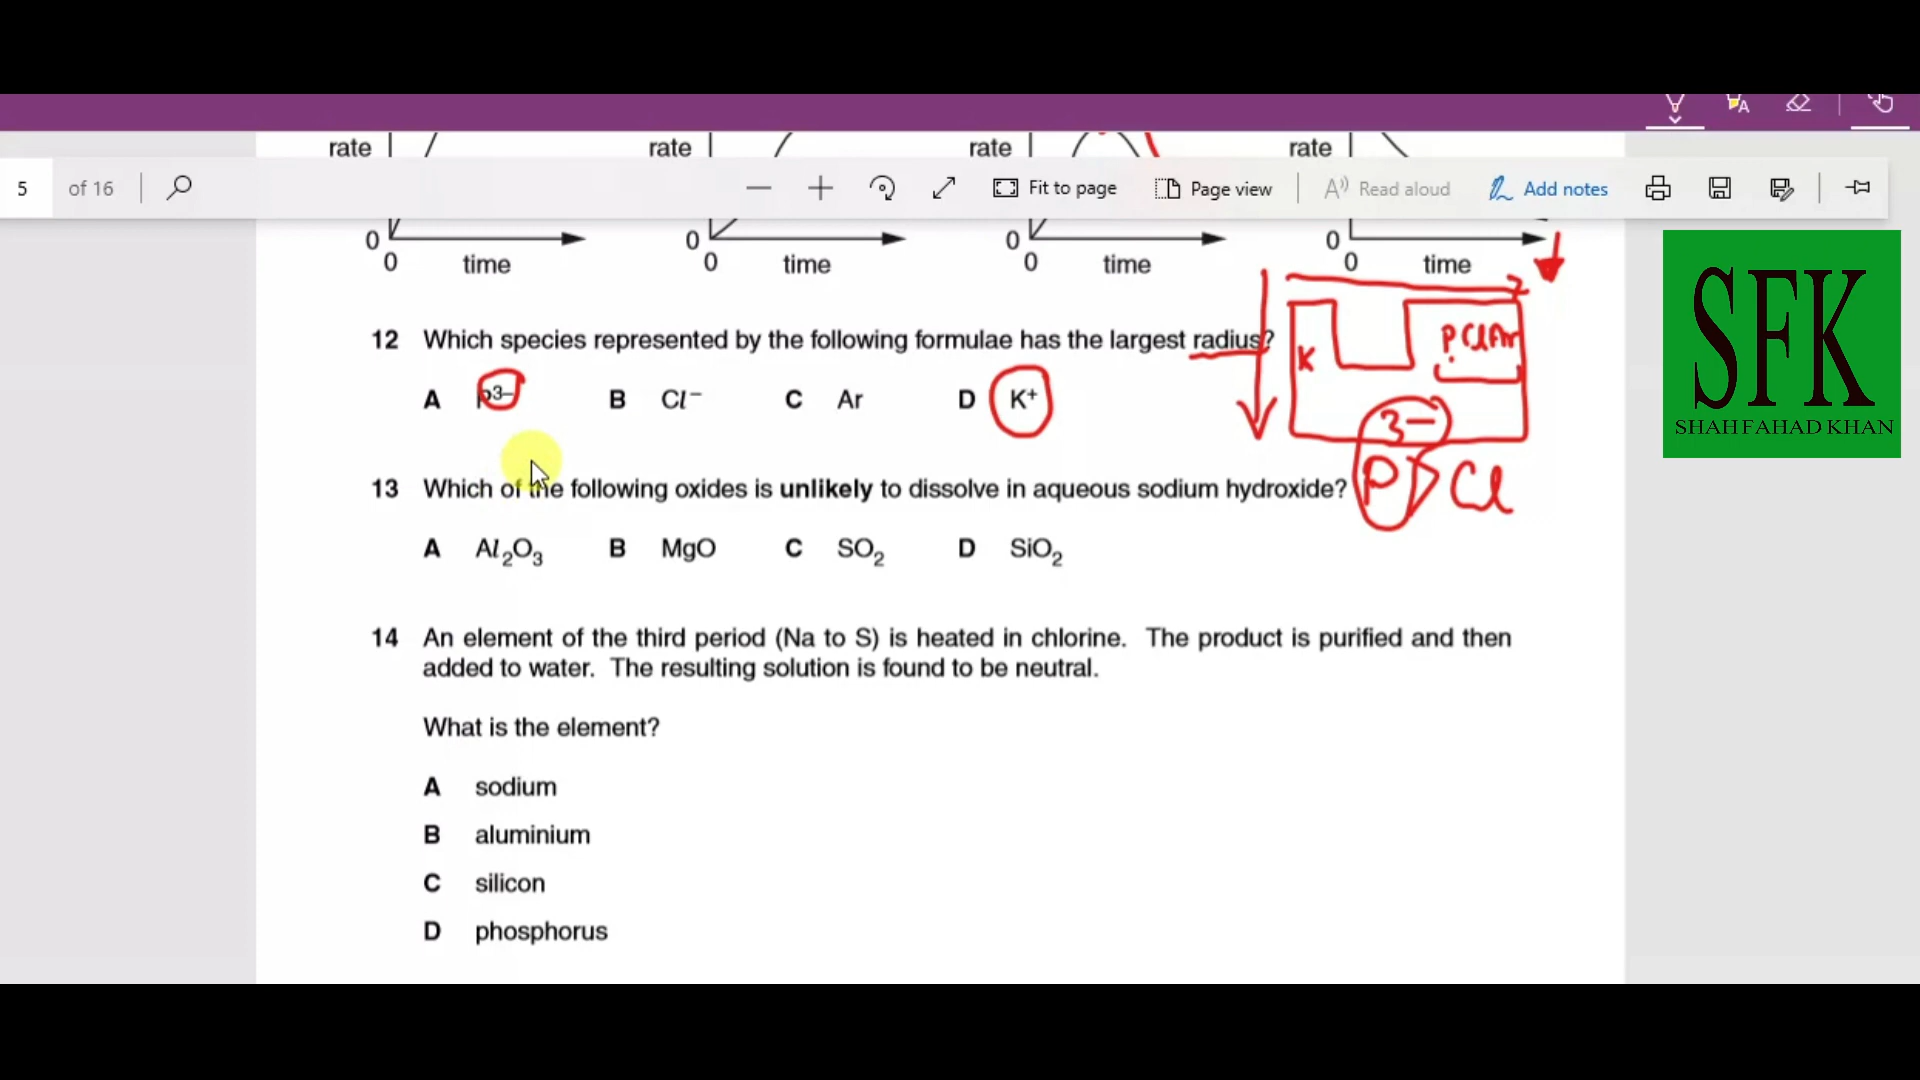 rate rate rate rate
5 of 16 Fit to page Page view Read aloud Add notes
0 0 0 0
0 time 0 time 0 time 0 time
12 Which species represented by the following formulae has the largest radius?
A P3– B Cl– C Ar D K+
K P Cl Ar
3–
P > Cl
13 Which of the following oxides is unlikely to dissolve in aqueous sodium hydroxide?
A Al2O3 B MgO C SO2 D SiO2
14 An element of the third period (Na to S) is heated in chlorine. The product is purified and then
added to water. The resulting solution is found to be neutral.
What is the element?
A sodium
B aluminium
C silicon
D phosphorus
SFK
SHAH FAHAD KHAN